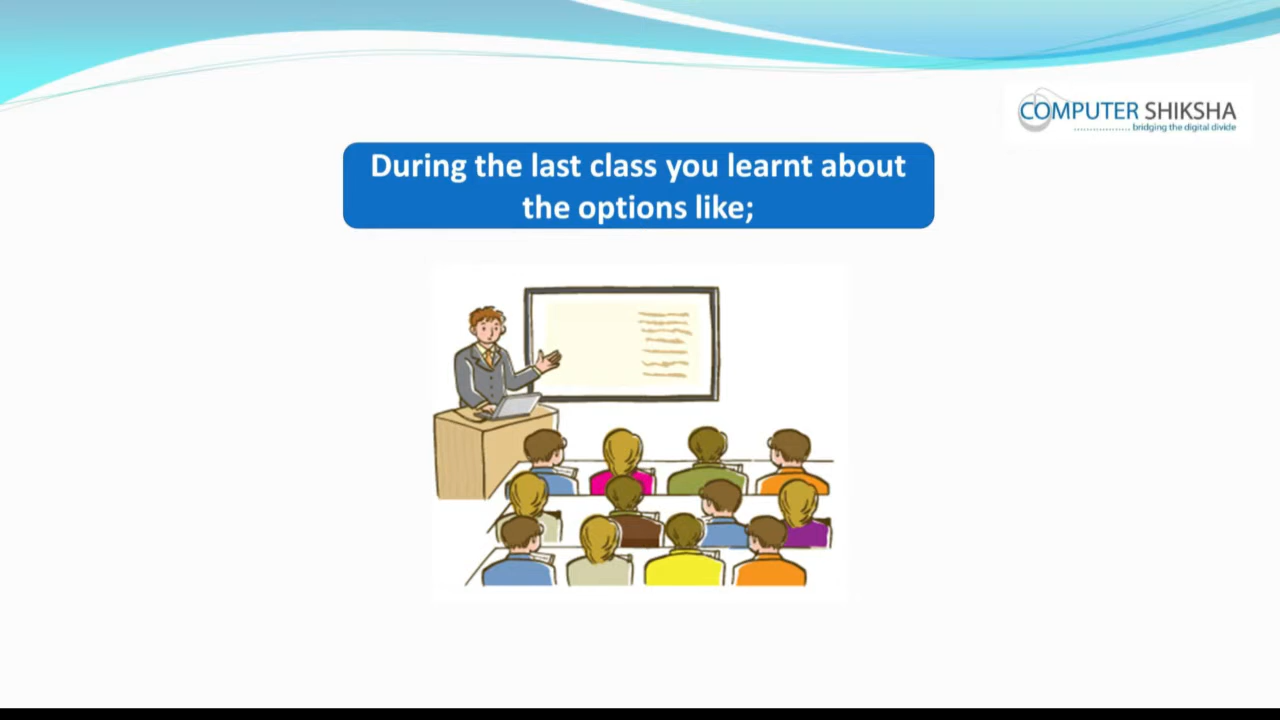 COMPUTER SHIKSHA
bridging the digital divide
During the last class you learnt about
the options like;